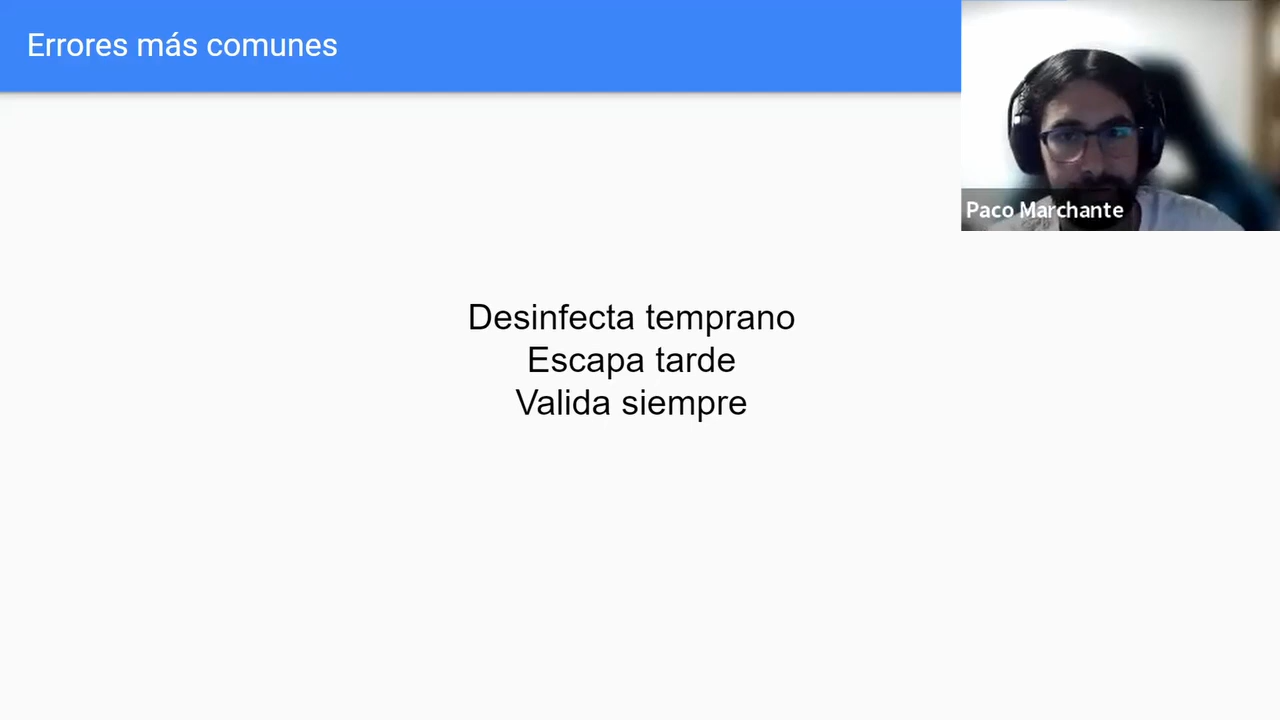 Errores más comunes
Paco Marchante
Desinfecta temprano
Escapa tarde
Valida siempre